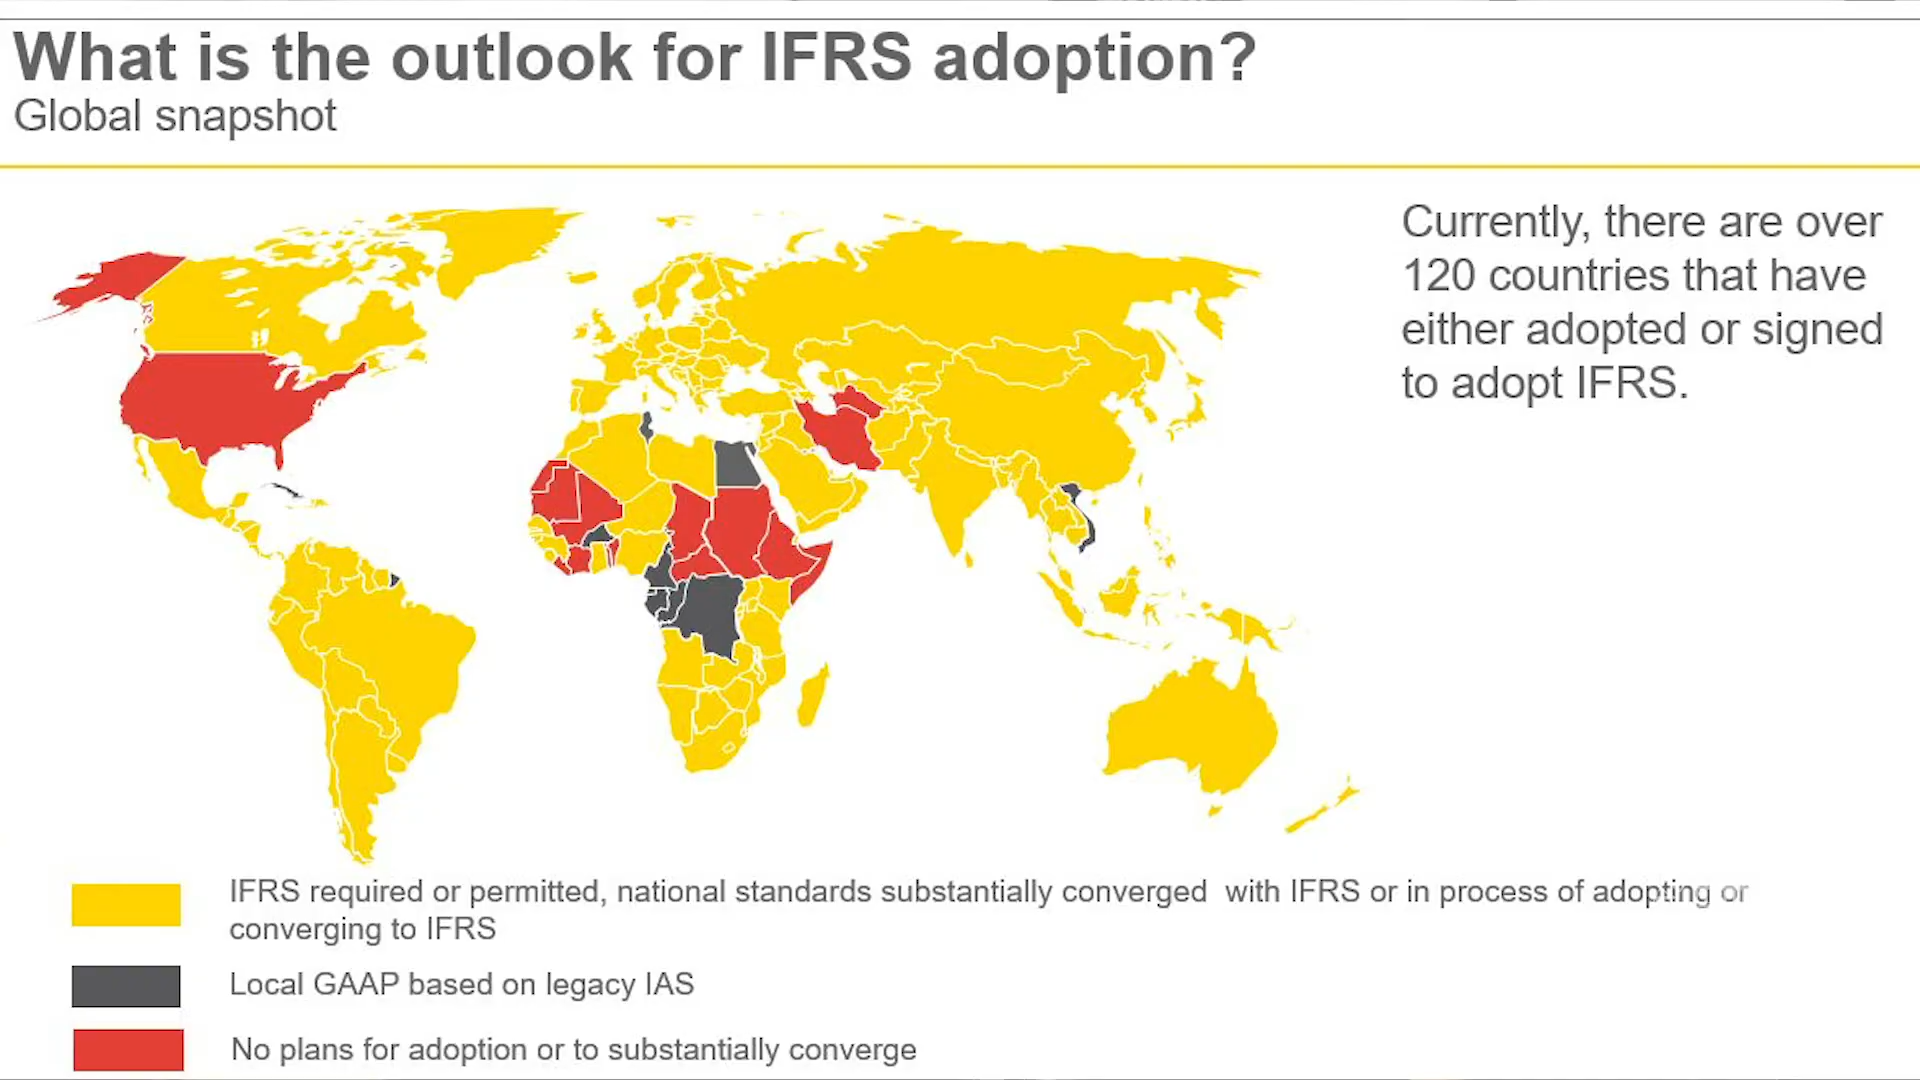 What is the outlook for IFRS adoption?
Global snapshot
Currently, there are over
120 countries that have
either adopted or signed
to adopt IFRS.
IFRS required or permitted, national standards substantially converged  with IFRS or in process of adopting or
converging to IFRS
Local GAAP based on legacy IAS
No plans for adoption or to substantially converge